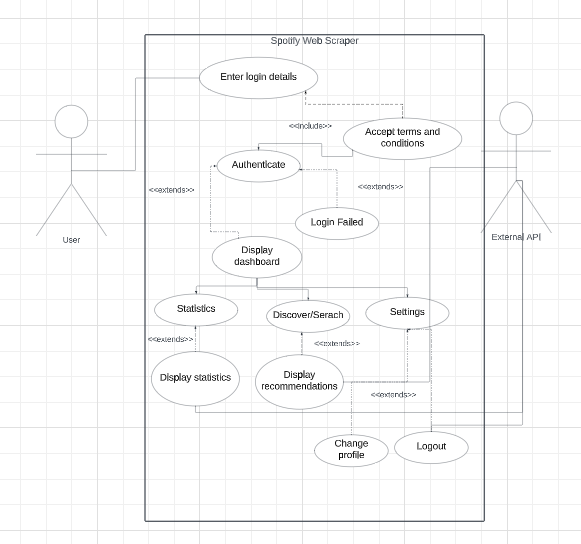 Spotify Web Scraper
Enter login details
<<include>>
Accept terms and
conditions
Authenticate
<<extends>>
<<extends>>
Login Failed
User
External API
Display
dashboard
Statistics
Discover/Serach
Settings
<<extends>>
<<extends>>
Display statistics
Display
recommendations
<<extends>>
Change
profile
Logout